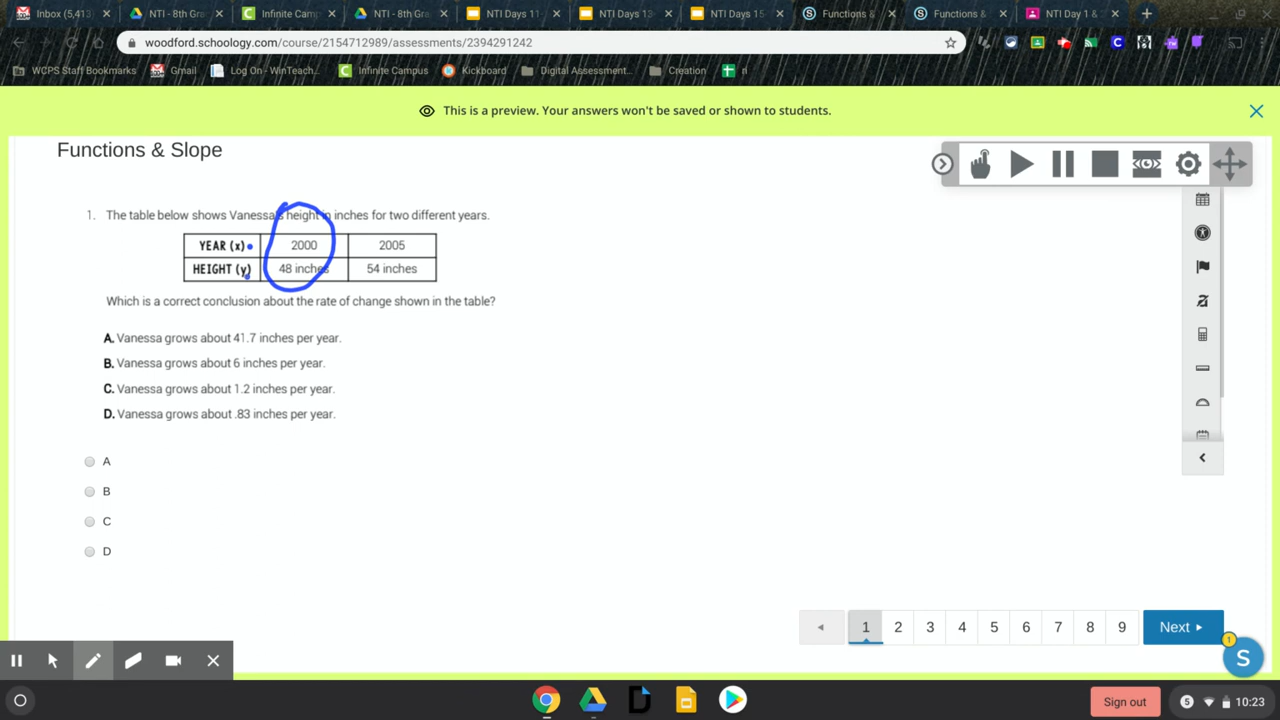 Inbox (5,413)
NTI - 8th Gra
Infinite Cam
NTI - 8th Gra
NTI Days 11-
NTI Days 13-
NTI Days 15-
Functions &
Functions &
NTI Day 1 &
woodford.schoology.com/course/2154712989/assessments/2394291242
WCPS Staff Bookmarks
Gmail
Log On - WinTeach...
Infinite Campus
Kickboard
Digital Assessment...
Creation
This is a preview. Your answers won't be saved or shown to students.
Functions & Slope
1. The table below shows Vanessa's height in inches for two different years.
YEAR (x) 2000 2005
HEIGHT (y) 48 inches 54 inches
Which is a correct conclusion about the rate of change shown in the table?
A. Vanessa grows about 41.7 inches per year.
B. Vanessa grows about 6 inches per year.
C. Vanessa grows about 1.2 inches per year.
D. Vanessa grows about .83 inches per year.
A
B
C
D
1 2 3 4 5 6 7 8 9 Next
1
S
Sign out
5
10:23